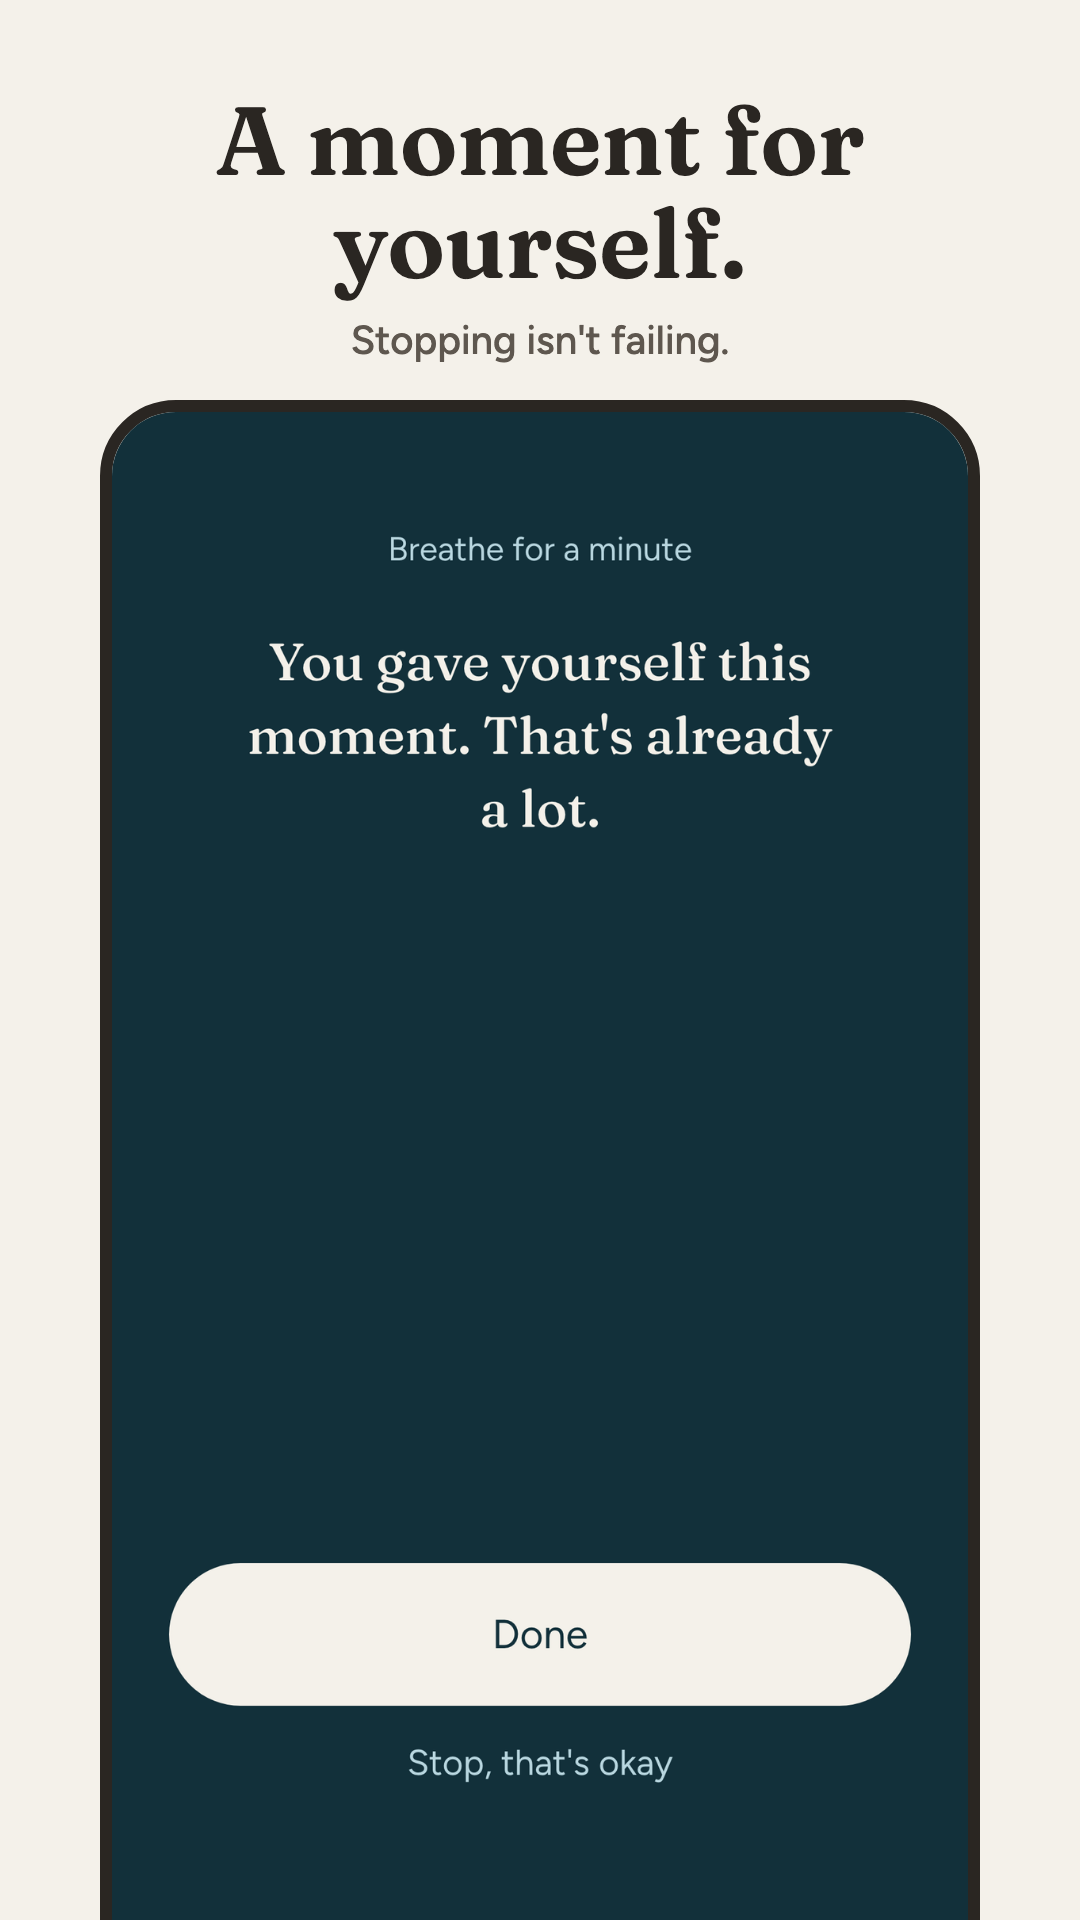 A moment for
yourself.
Stopping isn't failing.
Breathe for a minute
You gave yourself this
moment. That's already
a lot.
Done
Stop, that's okay